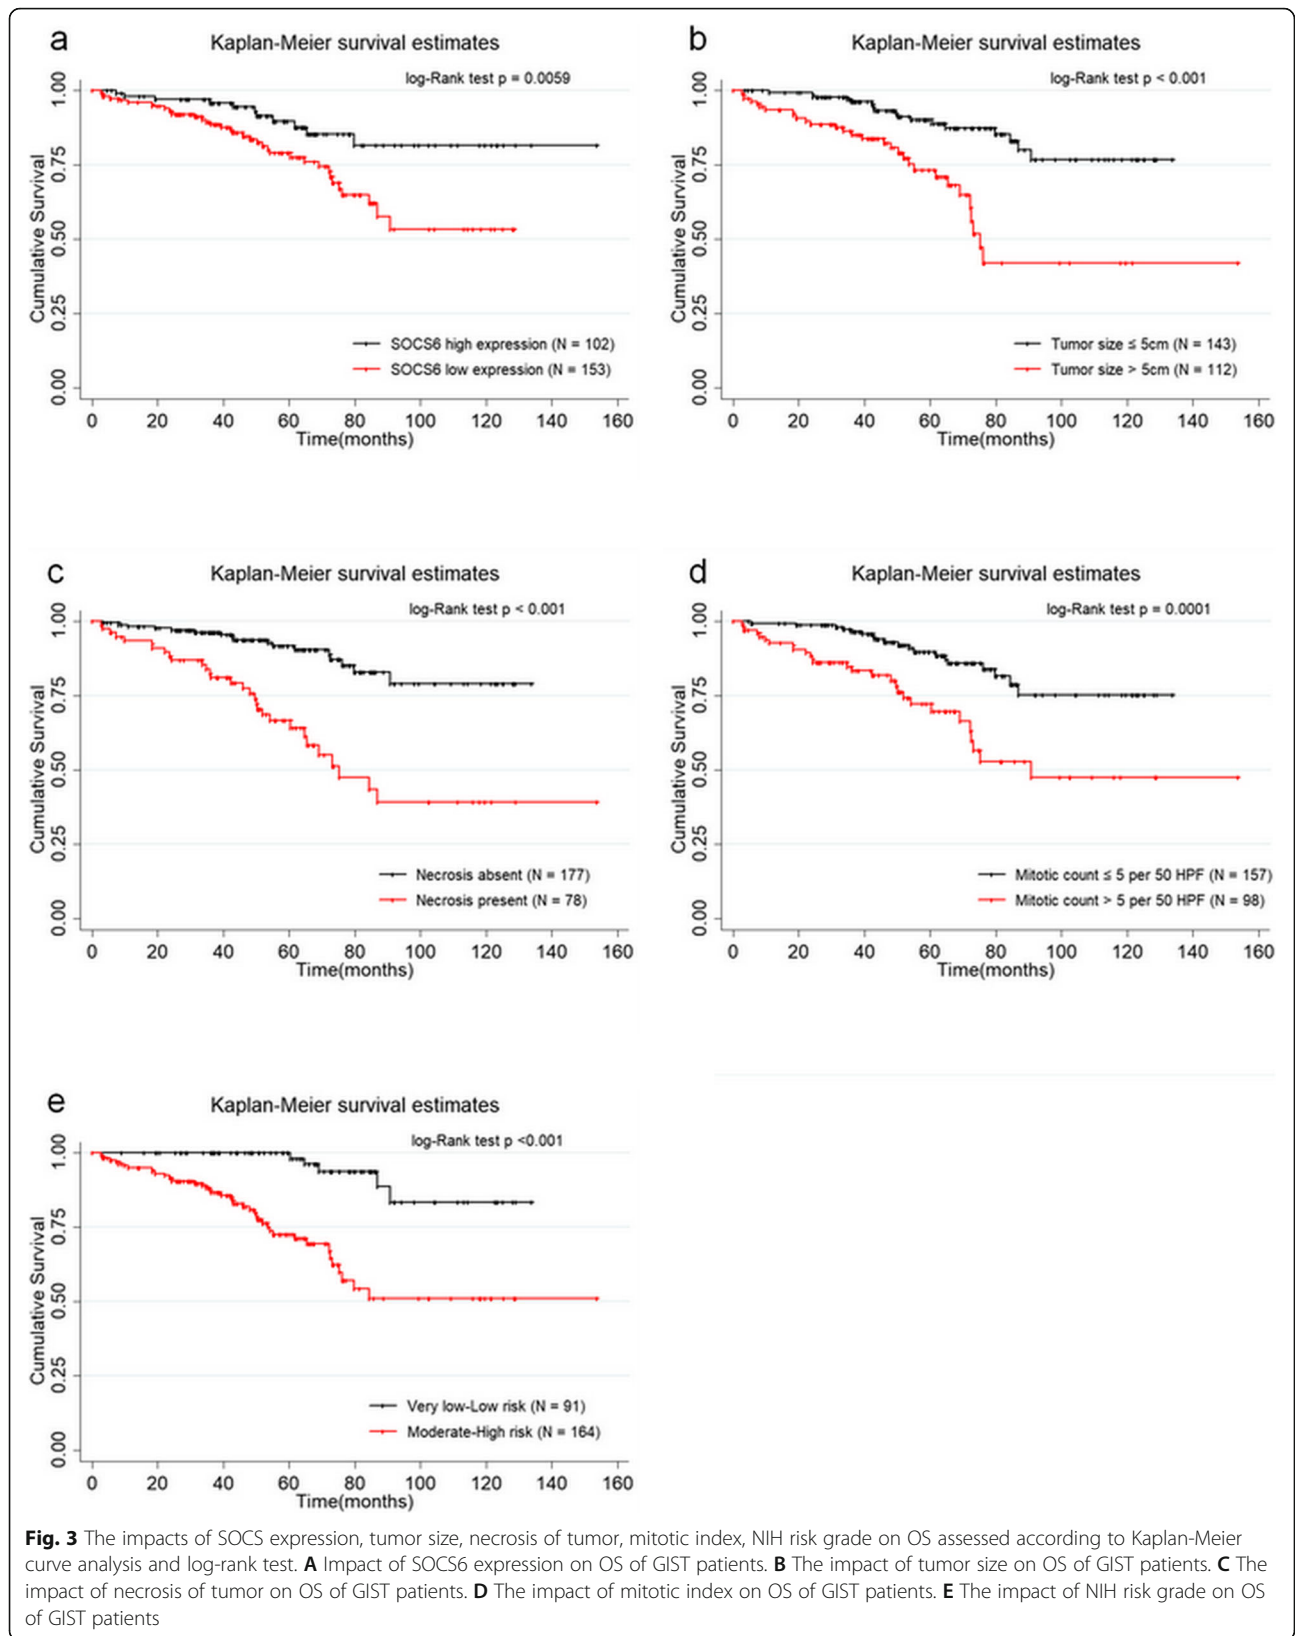 a
Kaplan-Meier survival estimates
log-Rank test p = 0.0059
Cumulative Survival
1.00
0.75
0.50
0.25
0.00
SOCS6 high expression (N = 102)
SOCS6 low expression (N = 153)
0 20 40 60 80 100 120 140 160
Time(months)
b
Kaplan-Meier survival estimates
log-Rank test p < 0.001
Cumulative Survival
1.00
0.75
0.50
0.25
0.00
Tumor size ≤ 5cm (N = 143)
Tumor size > 5cm (N = 112)
0 20 40 60 80 100 120 140 160
Time(months)
c
Kaplan-Meier survival estimates
log-Rank test p < 0.001
Cumulative Survival
1.00
0.75
0.50
0.25
0.00
Necrosis absent (N = 177)
Necrosis present (N = 78)
0 20 40 60 80 100 120 140 160
Time(months)
d
Kaplan-Meier survival estimates
log-Rank test p = 0.0001
Cumulative Survival
1.00
0.75
0.50
0.25
0.00
Mitotic count ≤ 5 per 50 HPF (N = 157)
Mitotic count > 5 per 50 HPF (N = 98)
0 20 40 60 80 100 120 140 160
Time(months)
e
Kaplan-Meier survival estimates
log-Rank test p <0.001
Cumulative Survival
1.00
0.75
0.50
0.25
0.00
Very low-Low risk (N = 91)
Moderate-High risk (N = 164)
0 20 40 60 80 100 120 140 160
Time(months)
Fig. 3 The impacts of SOCS expression, tumor size, necrosis of tumor, mitotic index, NIH risk grade on OS assessed according to Kaplan-Meier
curve analysis and log-rank test. A Impact of SOCS6 expression on OS of GIST patients. B The impact of tumor size on OS of GIST patients. C The
impact of necrosis of tumor on OS of GIST patients. D The impact of mitotic index on OS of GIST patients. E The impact of NIH risk grade on OS
of GIST patients